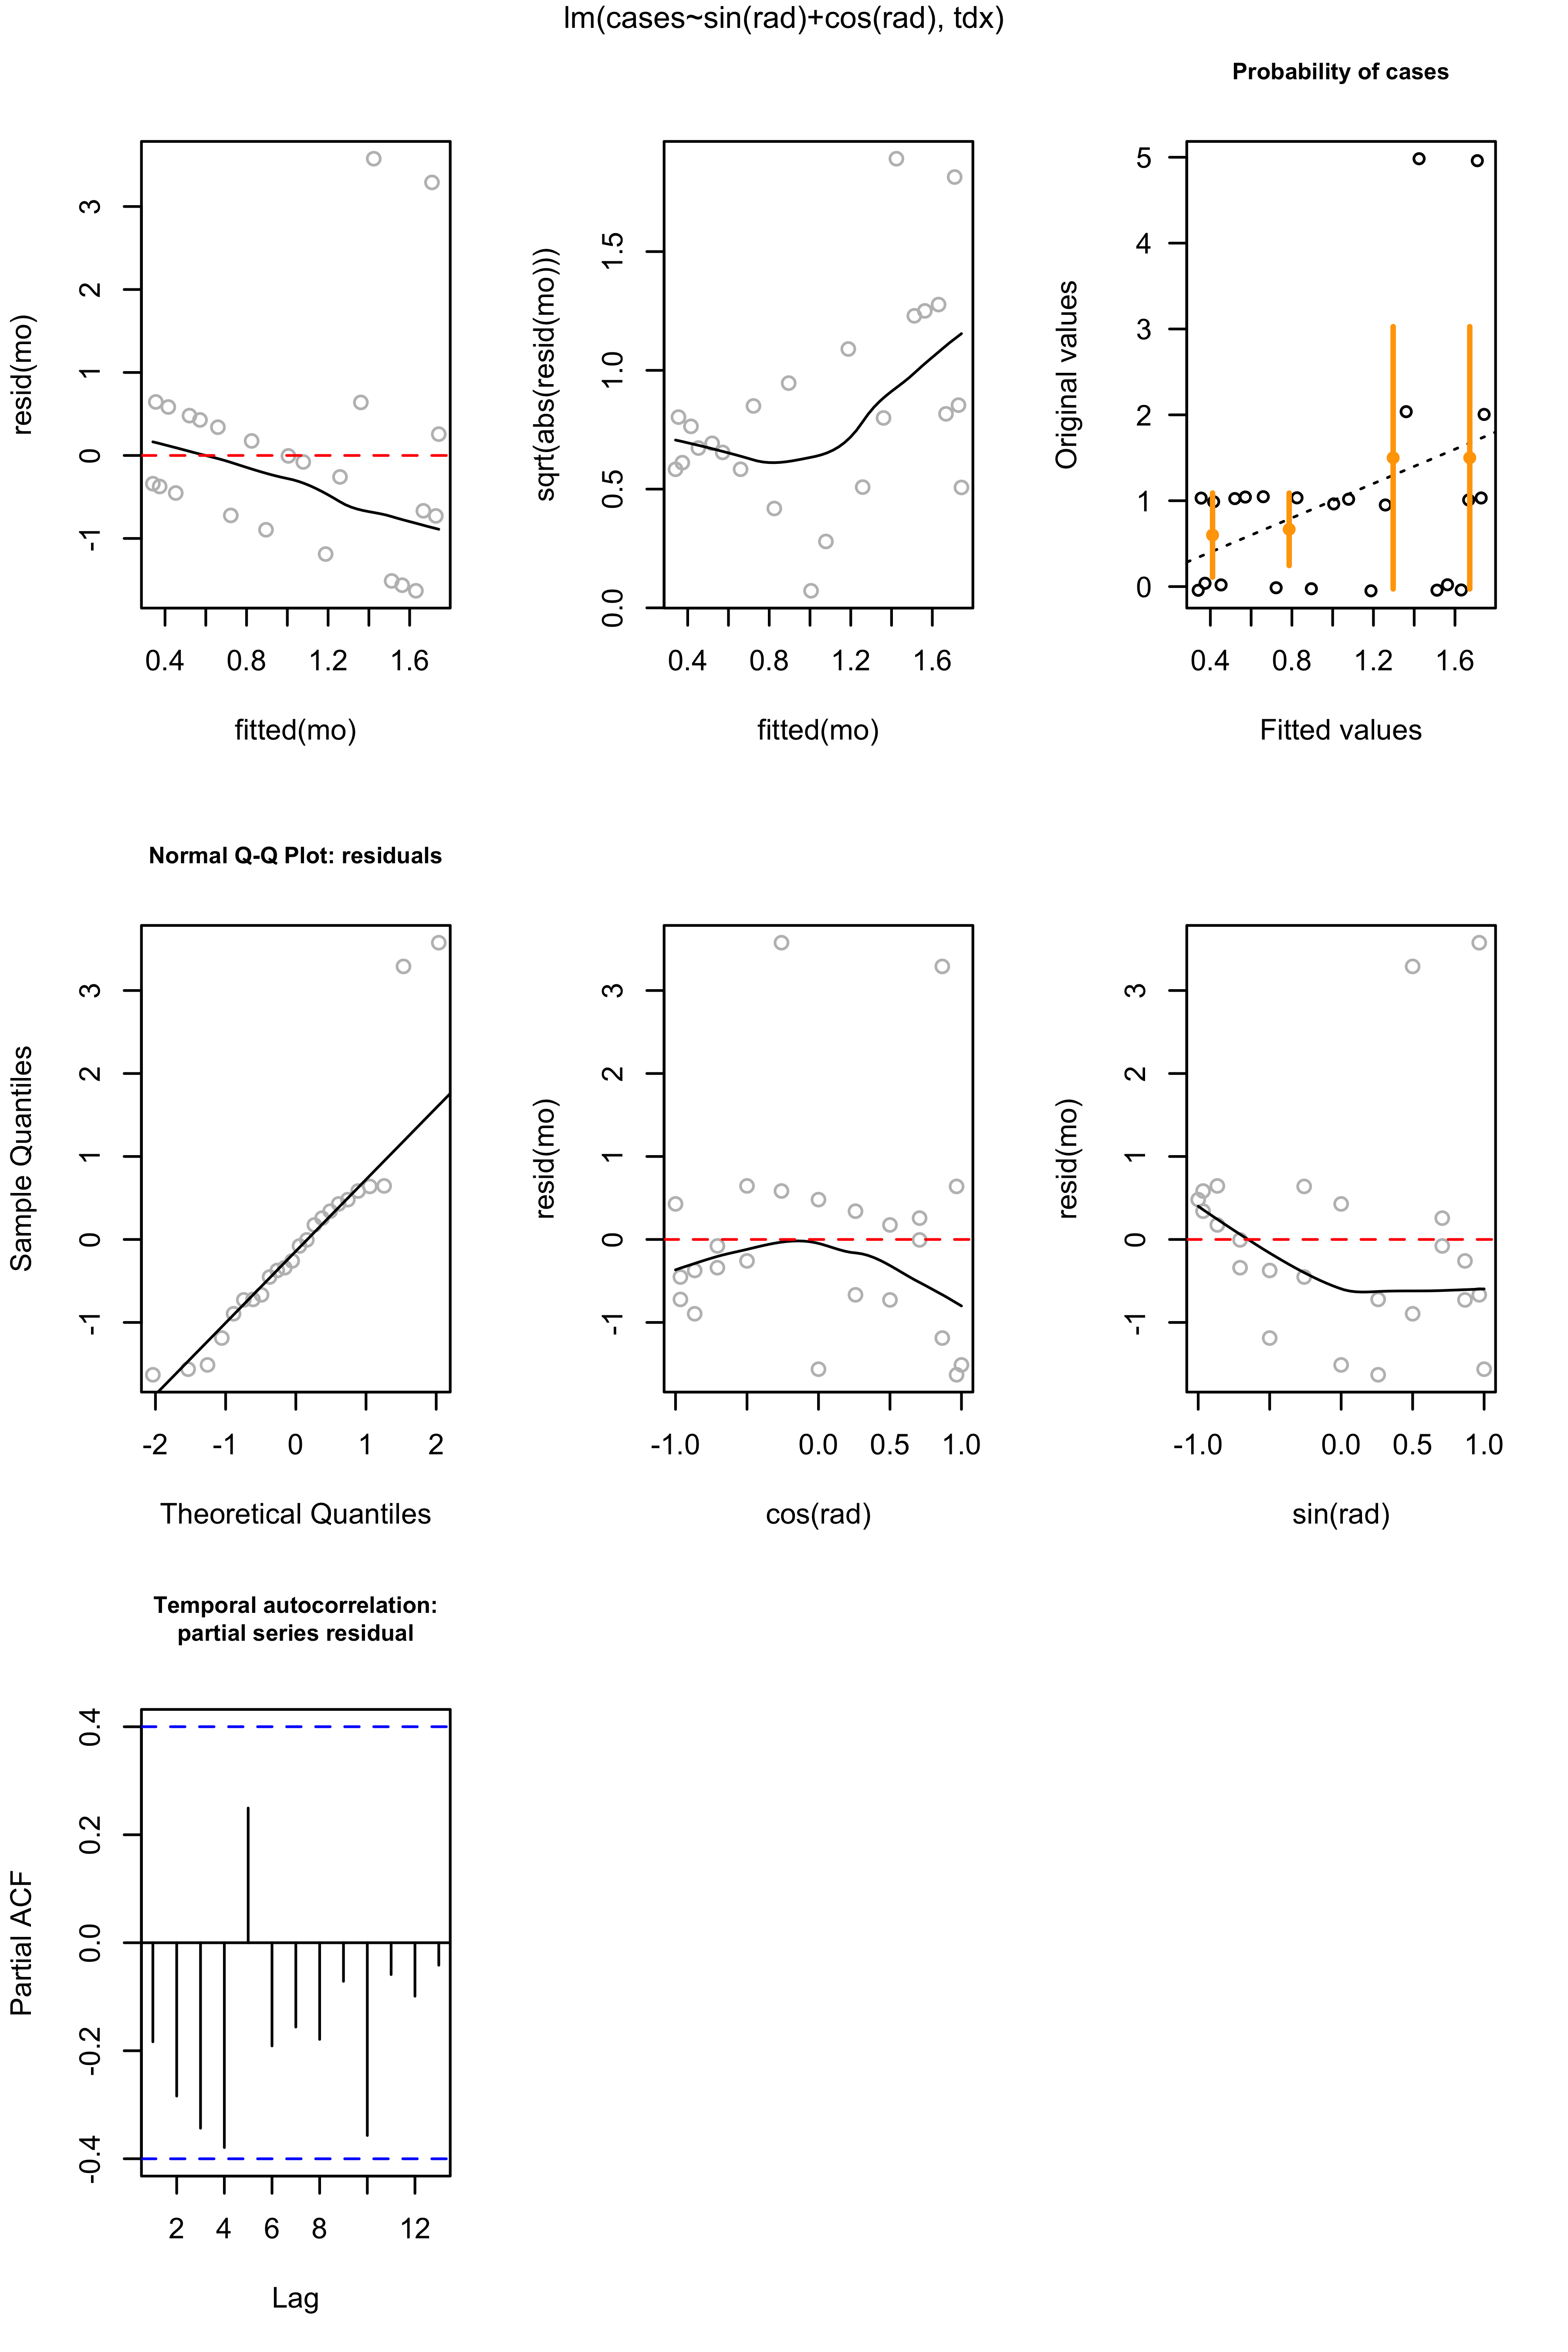 lm(cases~sin(rad)+cos(rad), tdx)
resid(mo)
3
2
1
0
-1
0.4 0.8 1.2 1.6
fitted(mo)
sqrt(abs(resid(mo)))
1.5
1.0
0.5
0.0
0.4 0.8 1.2 1.6
fitted(mo)
Probability of cases
Original values
5
4
3
2
1
0
0.4 0.8 1.2 1.6
Fitted values
Normal Q-Q Plot: residuals
Sample Quantiles
3
2
1
0
-1
-2 -1 0 1 2
Theoretical Quantiles
resid(mo)
3
2
1
0
-1
-1.0 0.0 0.5 1.0
cos(rad)
resid(mo)
3
2
1
0
-1
-1.0 0.0 0.5 1.0
sin(rad)
Temporal autocorrelation:
partial series residual
Partial ACF
0.4
0.2
0.0
-0.2
-0.4
2 4 6 8 12
Lag